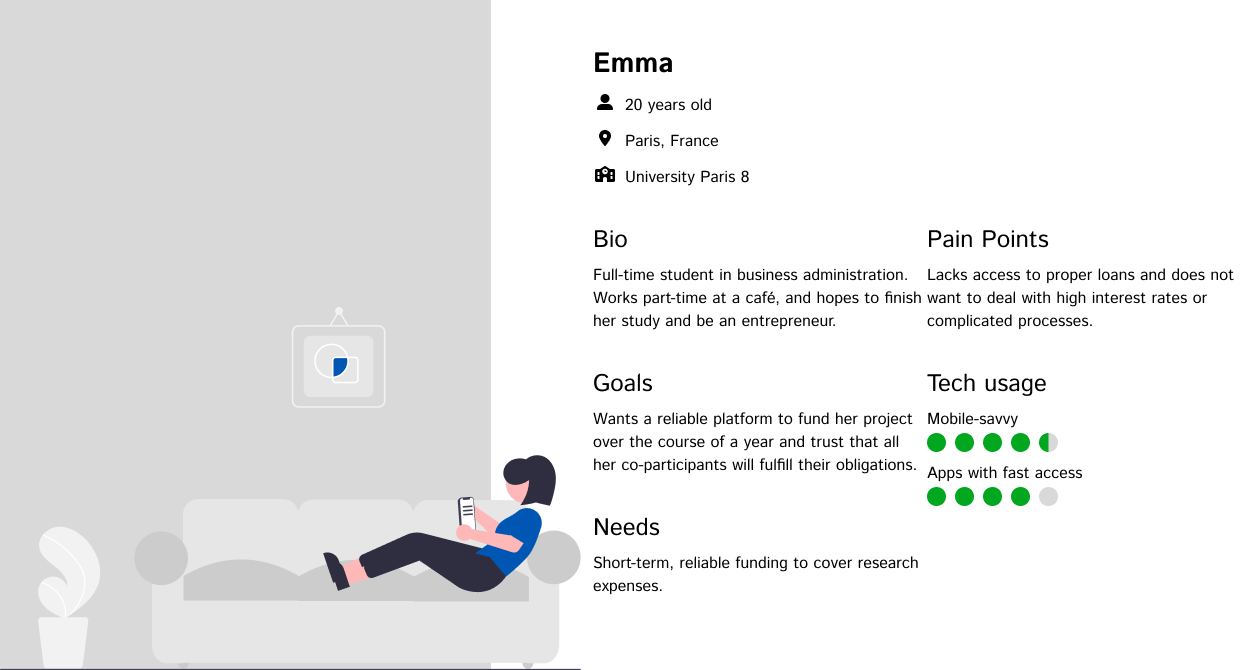 Emma
20 years old
Paris, France
University Paris 8
Bio
Full-time student in business administration.
Works part-time at a café, and hopes to finish
her study and be an entrepreneur.
Pain Points
Lacks access to proper loans and does not
want to deal with high interest rates or
complicated processes.
Goals
Wants a reliable platform to fund her project
over the course of a year and trust that all
her co-participants will fulfill their obligations.
Tech usage
Mobile-savvy
Apps with fast access
Needs
Short-term, reliable funding to cover research
expenses.